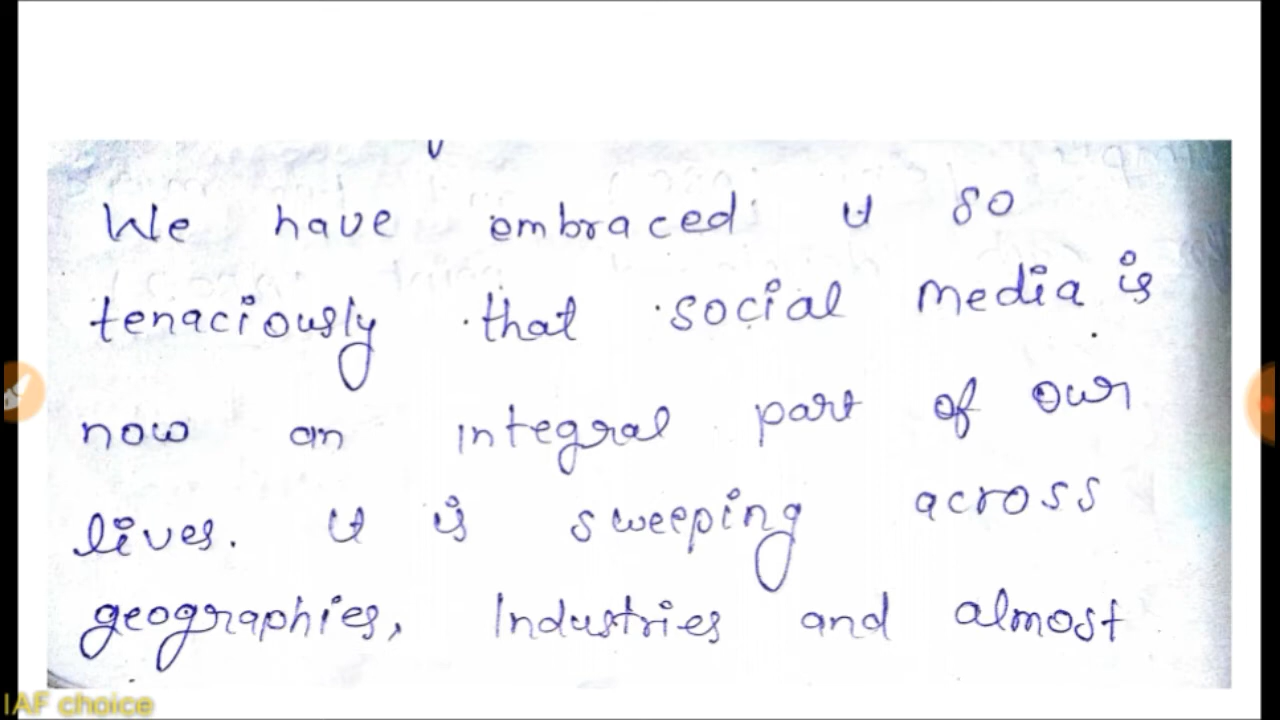 We have embraced it so
tenaciously that social media is
now an integral part of our
lives. It is sweeping across
geographies, Industries and almost
IAF choice